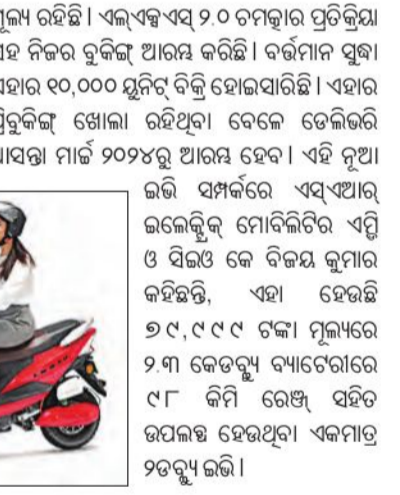 ମୂଲ୍ୟ ରହିଛି । ଏଲ୍‌ଏକ୍ସଏସ୍ ୨.୦ ଚମତ୍କାର ପ୍ରତିକ୍ରିୟା
ସହ ନିଜର ବୁକିଙ୍ଗ୍ ଆରମ୍ଭ କରିଛି । ବର୍ତ୍ତମାନ ସୁଦ୍ଧା
ଏହାର ୧୦,୦୦୦ ୟୁନିଟ୍ ବିକ୍ରି ହୋଇସାରିଛି । ଏହାର
ପ୍ରିବୁକିଙ୍ଗ୍ ଖୋଲା ରହିଥିବା ବେଳେ ଡେଲିଭରି
ଆସନ୍ତା ମାର୍ଚ୍ଚ ୨୦୨୪ରୁ ଆରମ୍ଭ ହେବ । ଏହି ନୂଆ
ଇଭି ସମ୍ପର୍କରେ ଏସ୍‌ଏଆର୍
ଇଲେକ୍ଟ୍ରିକ୍ ମୋବିଲିଟିର ଏମ୍ଡି
ଓ ସିଇଓ କେ ବିଜୟ କୁମାର
କହିଛନ୍ତି, ଏହା ହେଉଛି
୭୯,୯୯୯ ଟଙ୍କା ମୂଲ୍ୟରେ
୨.୩ କେଡବ୍ଲ୍ୟୁ ବ୍ୟାଟେରୀରେ
୯୮ କିମି ରେଞ୍ଜ୍ ସହିତ
ଉପଲବ୍ଧ ହେଉଥିବା ଏକମାତ୍ର
୨ଡବ୍ଲ୍ୟୁ ଇଭି ।